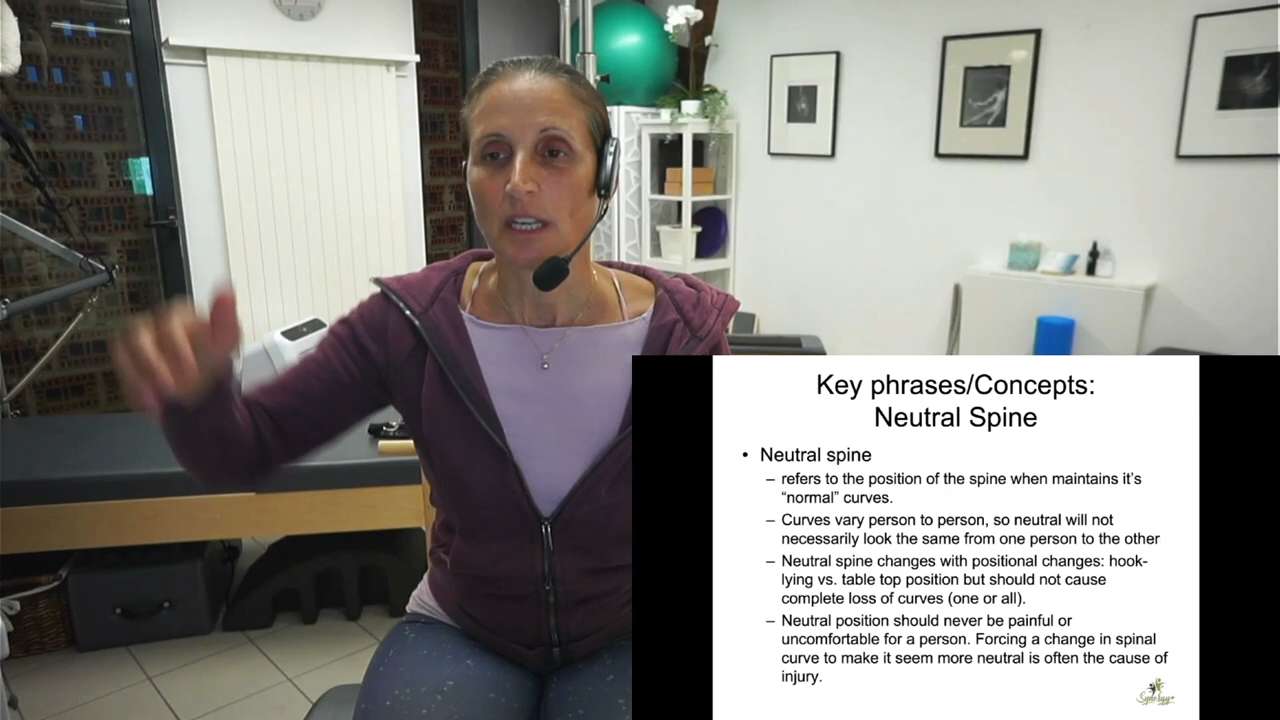 Key phrases/Concepts:
Neutral Spine
• Neutral spine
– refers to the position of the spine when maintains it's
“normal” curves.
– Curves vary person to person, so neutral will not
necessarily look the same from one person to the other
– Neutral spine changes with positional changes: hook-
lying vs. table top position but should not cause
complete loss of curves (one or all).
– Neutral position should never be painful or
uncomfortable for a person. Forcing a change in spinal
curve to make it seem more neutral is often the cause of
injury.
Synergy